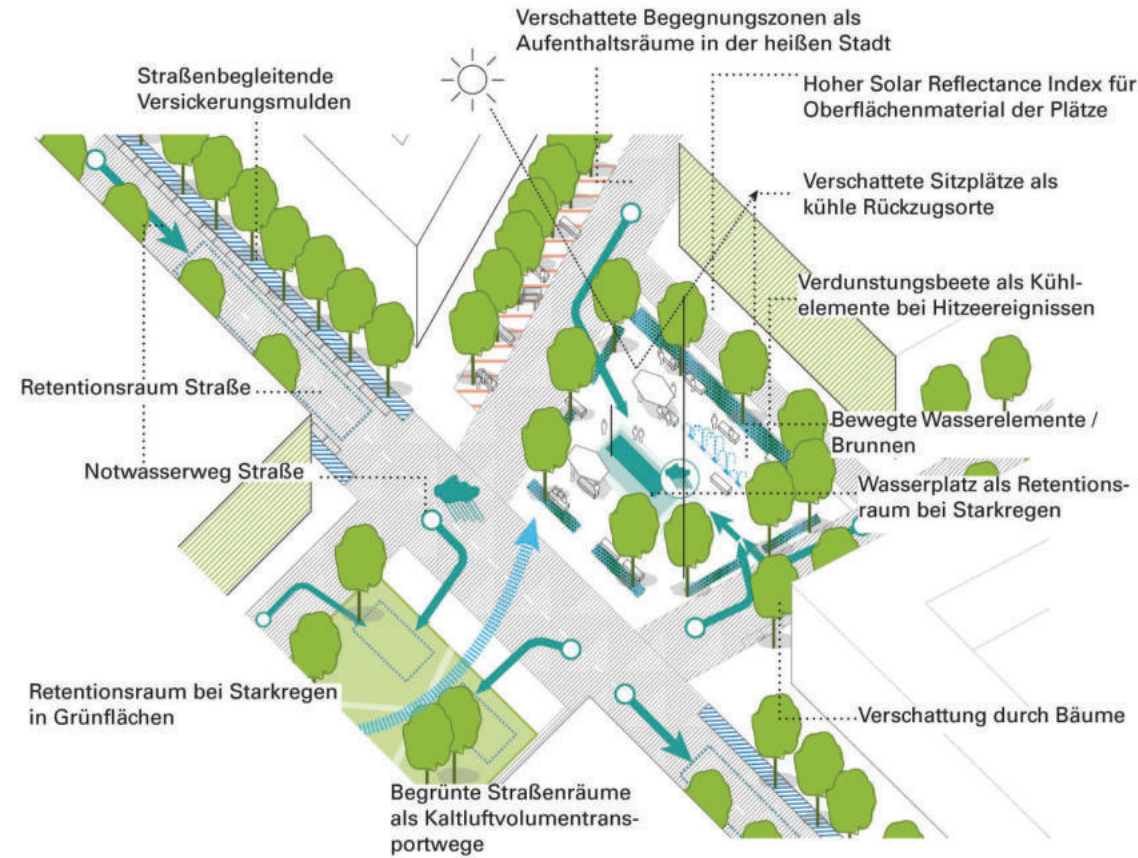 Verschattete Begegnungszonen als
Aufenthaltsräume in der heißen Stadt
Straßenbegleitende
Versickerungsmulden
Hoher Solar Reflectance Index für
Oberflächenmaterial der Plätze
Verschattete Sitzplätze als
kühle Rückzugsorte
Verdunstungsbeete als Kühl-
elemente bei Hitzeereignissen
Retentionsraum Straße
Bewegte Wasserelemente /
Brunnen
Notwasserweg Straße
Wasserplatz als Retentions-
raum bei Starkregen
Retentionsraum bei Starkregen
in Grünflächen
Verschattung durch Bäume
Begrünte Straßenräume
als Kaltluftvolumentrans-
portwege